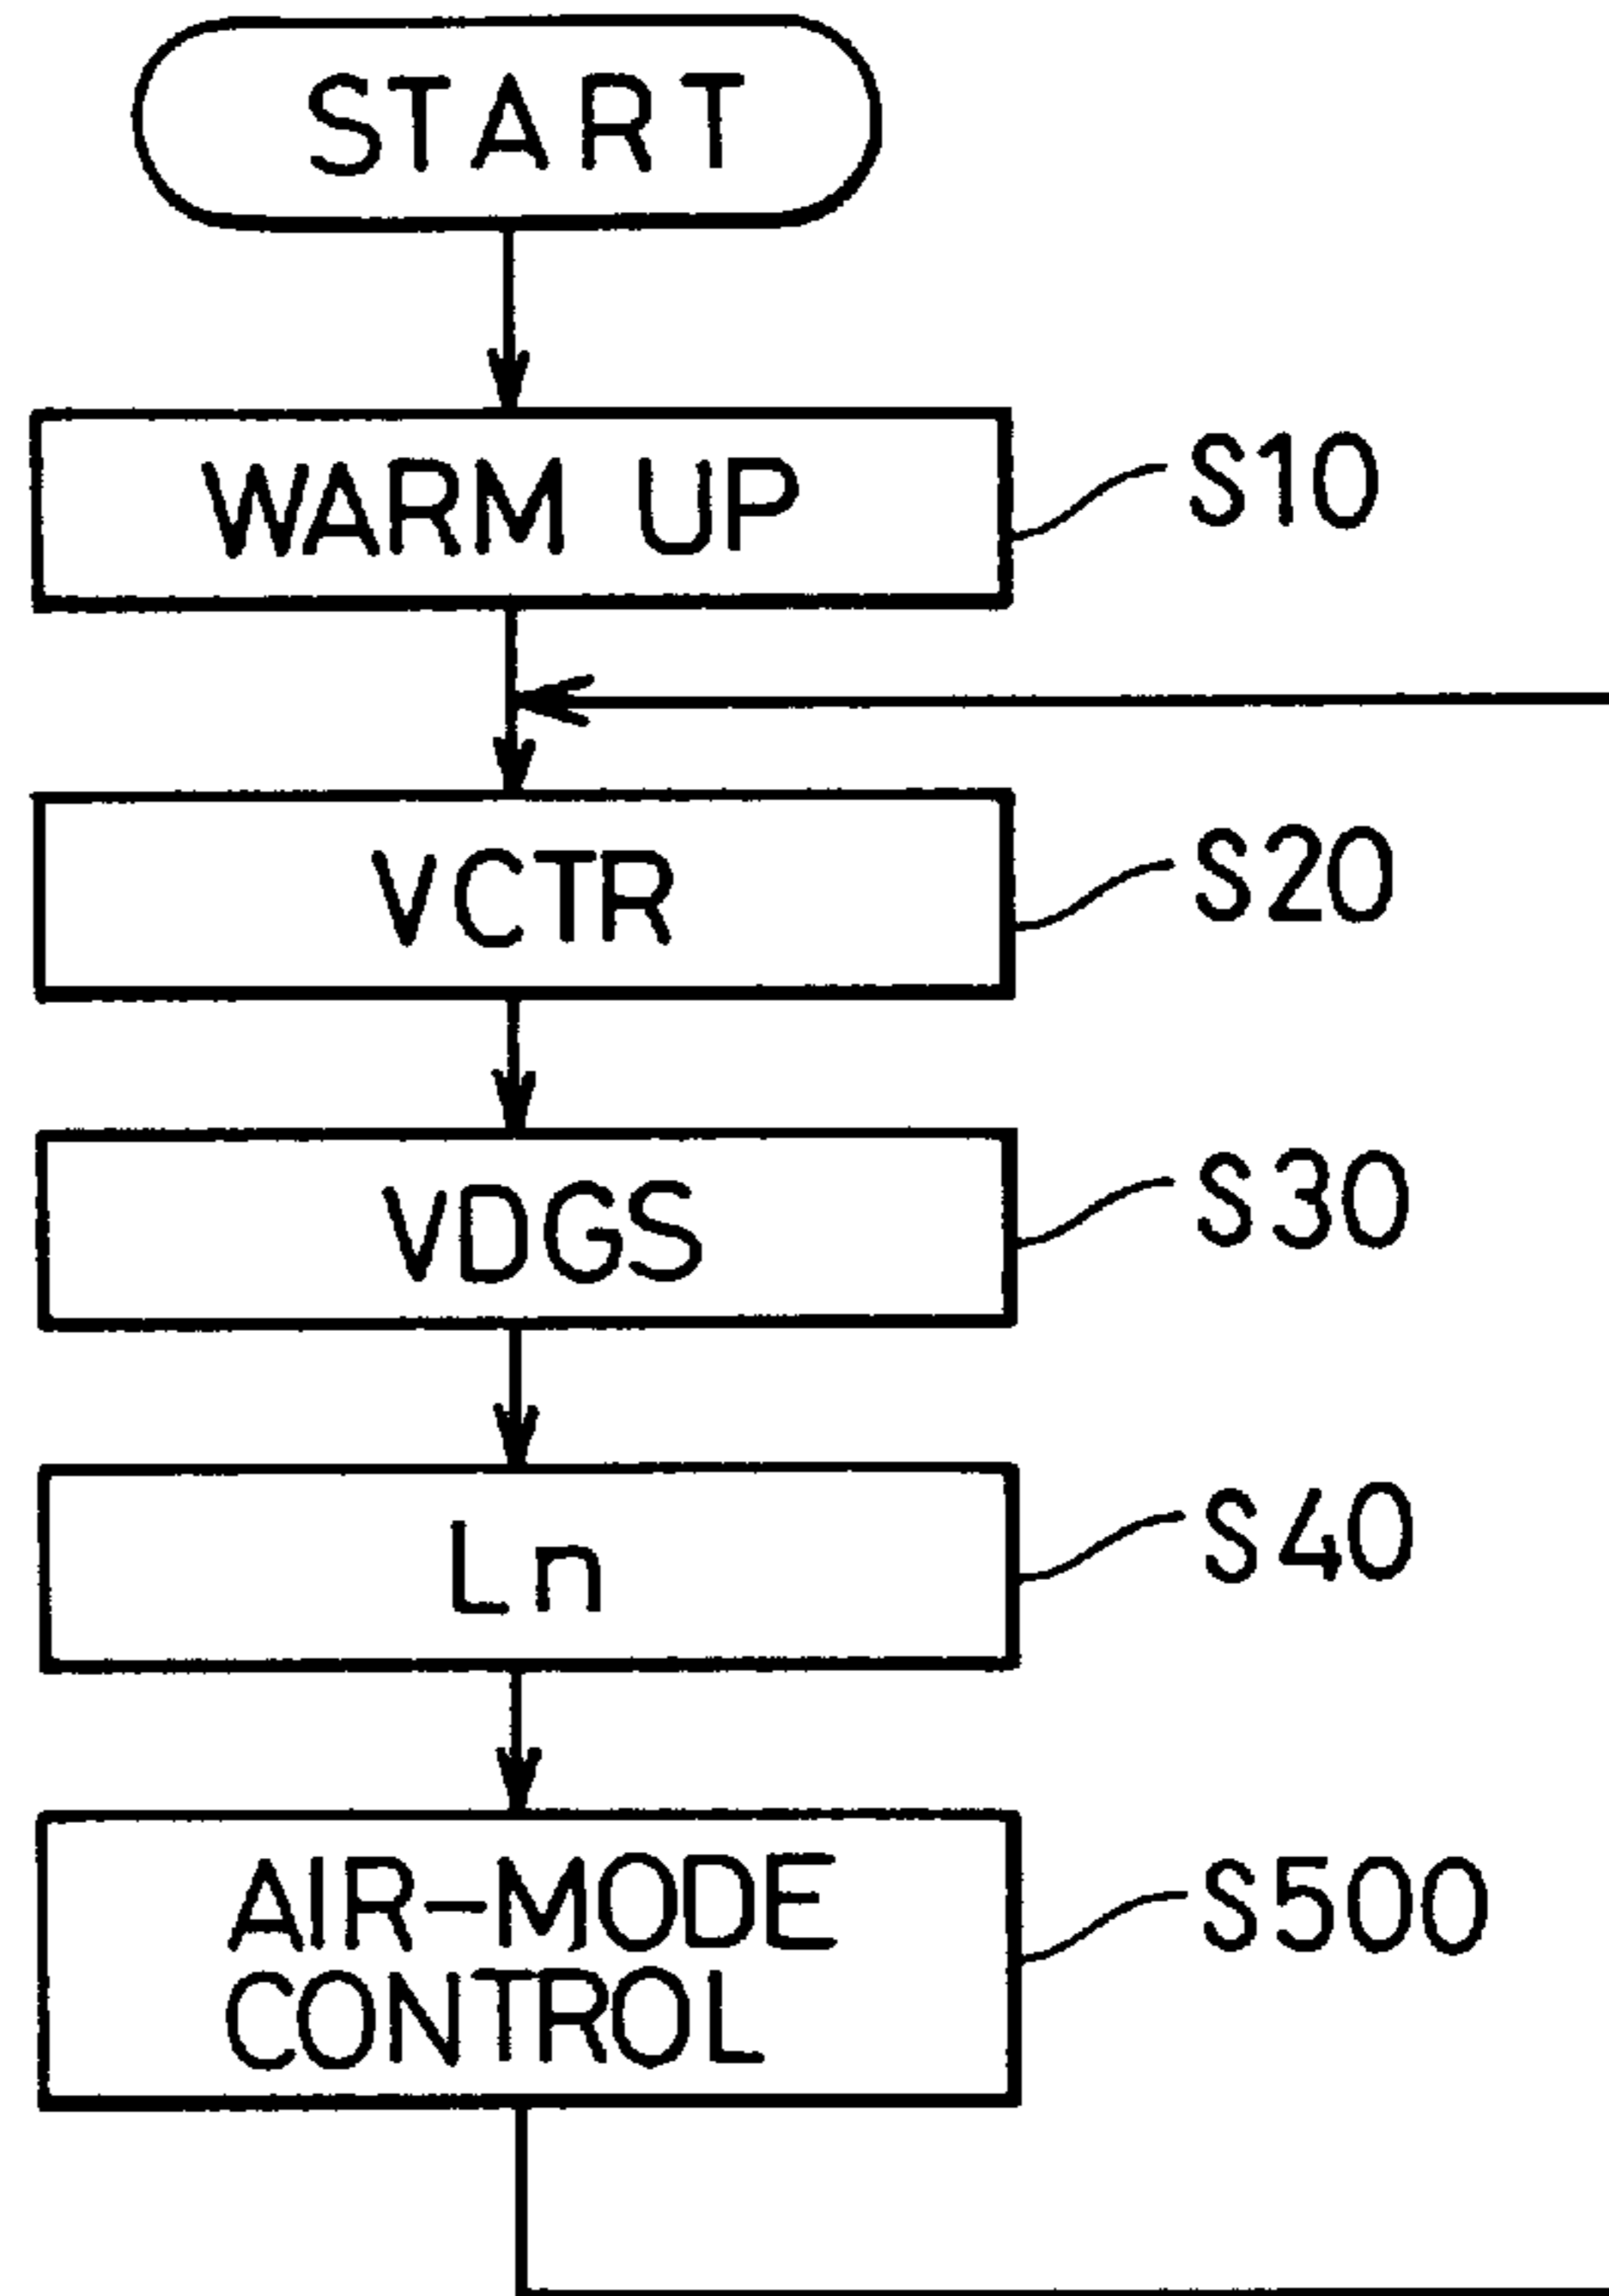 START
WARM UP
S10
VCTR
S20
VDGS
S30
Ln
S40
AIR-MODE
CONTROL
S500